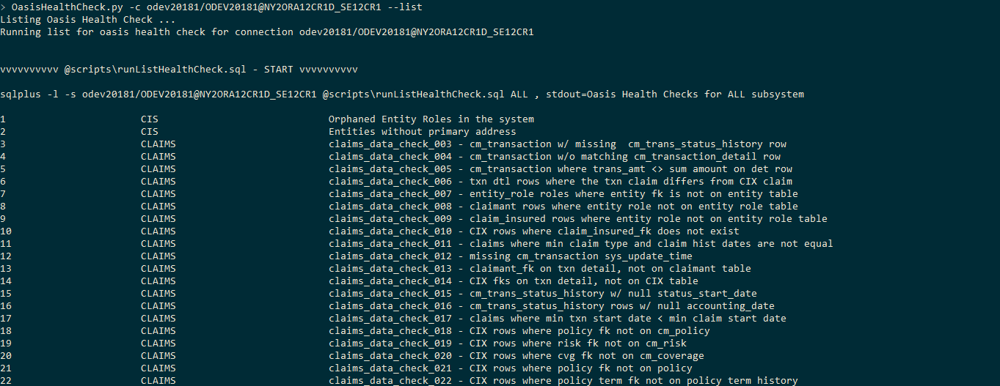 > OasisHealthCheck.py -c odev20181/ODEV20181@NY2ORA12CR1D_SE12CR1 --list
Listing Oasis Health Check ...
Running list for oasis health check for connection odev20181/ODEV20181@NY2ORA12CR1D_SE12CR1
vvvvvvvvvv @scripts\runListHealthCheck.sql - START vvvvvvvvvv
sqlplus -l -s odev20181/ODEV20181@NY2ORA12CR1D_SE12CR1 @scripts\runListHealthCheck.sql ALL , stdout=Oasis Health Checks for ALL subsystem
1 CIS Orphaned Entity Roles in the system
2 CIS Entities without primary address
3 CLAIMS claims_data_check_003 - cm_transaction w/ missing  cm_trans_status_history row
4 CLAIMS claims_data_check_004 - cm_transaction w/o matching cm_transaction_detail row
5 CLAIMS claims_data_check_005 - cm_transaction where trans_amt <> sum amount on det row
6 CLAIMS claims_data_check_006 - txn dtl rows where the txn claim differs from CIX claim
7 CLAIMS claims_data_check_007 - entity_role roles where entity fk is not on entity table
8 CLAIMS claims_data_check_008 - claimant rows where entity role not on entity role table
9 CLAIMS claims_data_check_009 - claim_insured rows where entity role not on entity role table
10 CLAIMS claims_data_check_010 - CIX rows where claim_insured_fk does not exist
11 CLAIMS claims_data_check_011 - claims where min claim type and claim hist dates are not equal
12 CLAIMS claims_data_check_012 - missing cm_transaction sys_update_time
13 CLAIMS claims_data_check_013 - claimant_fk on txn detail, not on claimant table
14 CLAIMS claims_data_check_014 - CIX fks on txn detail, not on CIX table
15 CLAIMS claims_data_check_015 - cm_trans_status_history w/ null status_start_date
16 CLAIMS claims_data_check_016 - cm_trans_status_history rows w/ null accounting_date
17 CLAIMS claims_data_check_017 - claims where min txn start date < min claim start date
18 CLAIMS claims_data_check_018 - CIX rows where policy fk not on cm_policy
19 CLAIMS claims_data_check_019 - CIX rows where risk fk not on cm_risk
20 CLAIMS claims_data_check_020 - CIX rows where cvg fk not on cm_coverage
21 CLAIMS claims_data_check_021 - CIX rows where policy fk not on policy
22 CLAIMS claims_data_check_022 - CIX rows where policy term fk not on policy term history